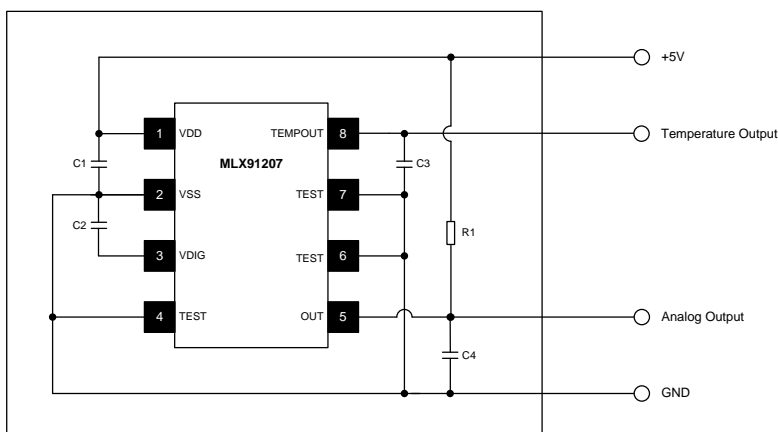 +5V
1 VDD TEMPOUT 8 Temperature Output
MLX91207
C1 C3
2 VSS TEST 7
C2 R1
3 VDIG TEST 6
4 TEST OUT 5 Analog Output
C4
GND